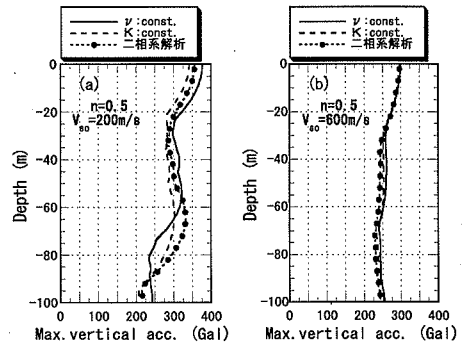 ν:const.
K:const.
二相系解析
ν:const.
K:const.
二相系解析
(a)
n=0.5
Vso=200m/s
Depth (m)
0
-20
-40
-60
-80
-100
0 100 200 300 400
Max.vertical acc. (Gal)
(b)
n=0.5
Vso=600m/s
Depth (m)
0
-20
-40
-60
-80
-100
0 100 200 300 400
Max.vertical acc. (Gal)